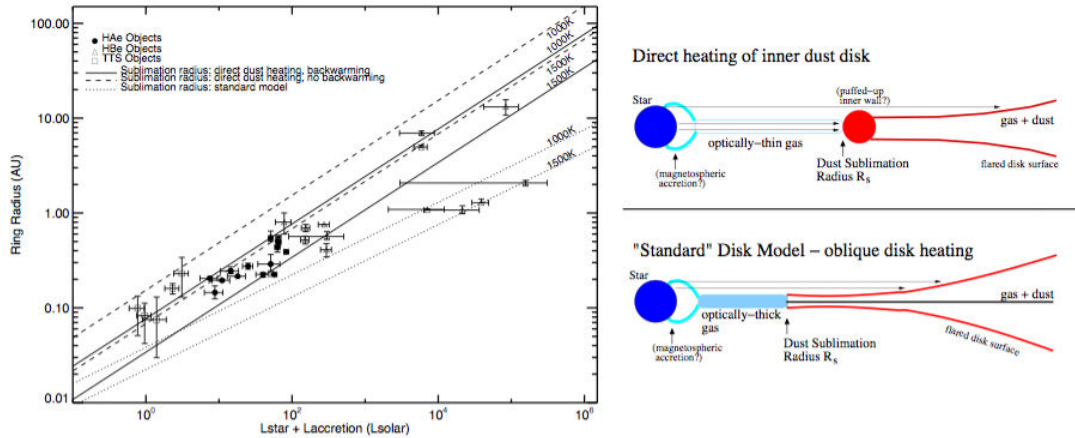 100.00
10.00
1.00
0.10
0.01
Ring Radius (AU)
HAe Objects
HBe Objects
TTS Objects
Sublimation radius: direct dust heating, backwarming
Sublimation radius: direct dust heating, no backwarming
Sublimation radius: standard model
1000K
1000K
1500K
1500K
1000K
1500K
10^0
10^2
10^4
10^6
Lstar + Laccretion (Lsolar)
Direct heating of inner dust disk
Star
(puffed-up
inner wall?)
optically-thin gas
gas + dust
(magnetospheric
accretion?)
Dust Sublimation
Radius Rs
flared disk surface
"Standard" Disk Model – oblique disk heating
Star
gas + dust
optically-thick
gas
(magnetospheric
accretion?)
Dust Sublimation
Radius Rs
flared disk surface